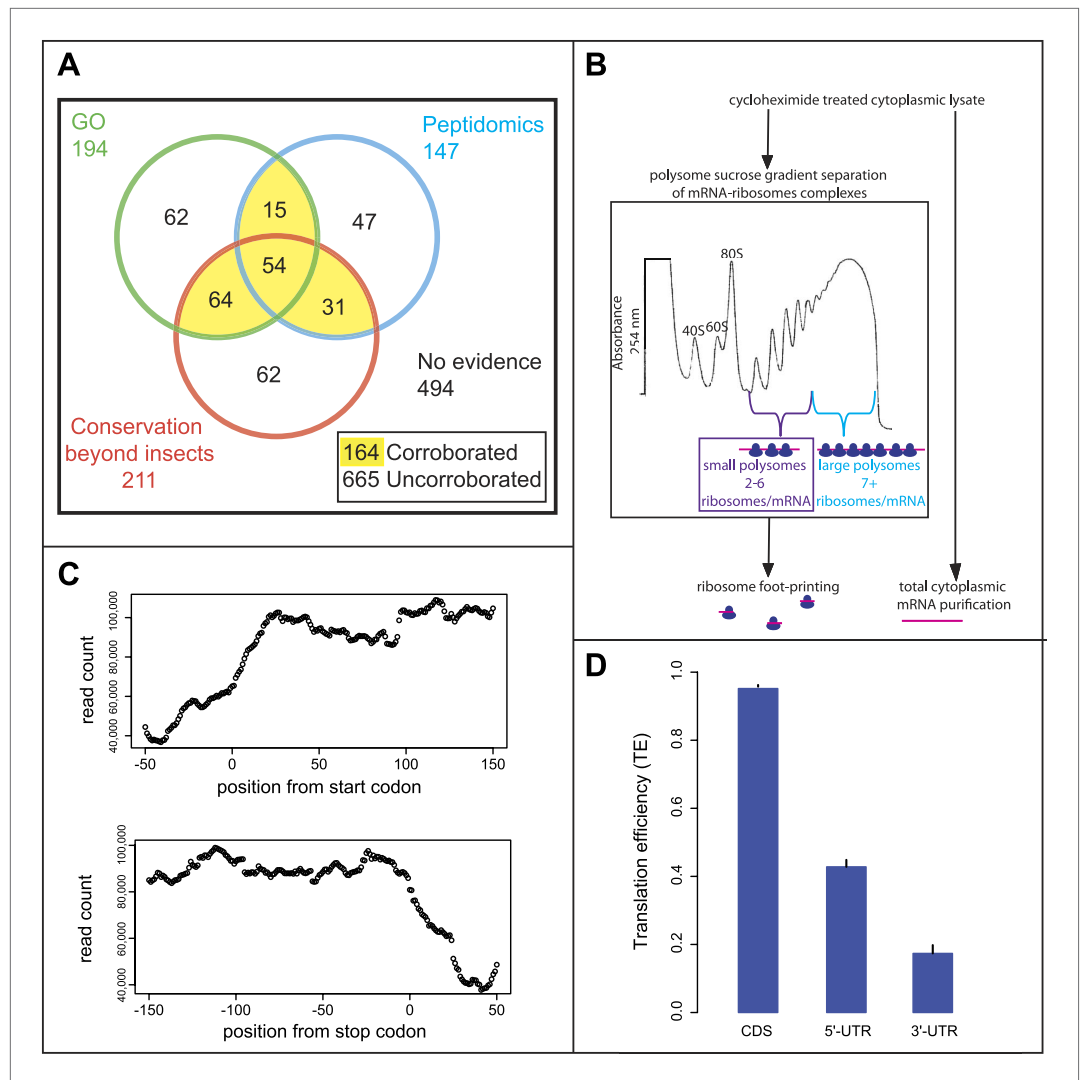 A
GO
194
Peptidomics
147
62
15
47
54
64
31
62
No evidence
494
Conservation
beyond insects
211
164 Corroborated
665 Uncorroborated
B
cycloheximide treated cytoplasmic lysate
polysome sucrose gradient separation
of mRNA-ribosomes complexes
Absorbance
254 nm
40S
60S
80S
small polysomes
2-6
ribosomes/mRNA
large polysomes
7+
ribosomes/mRNA
ribosome foot-printing
total cytoplasmic
mRNA purification
C
read count
40,000 60,000 80,000 100,000
-50 0 50 100 150
position from start codon
read count
40,000 60,000 80,000 100,000
-150 -100 -50 0 50
position from stop codon
D
Translation efficiency (TE)
0.0 0.2 0.4 0.6 0.8 1.0
CDS 5'-UTR 3'-UTR